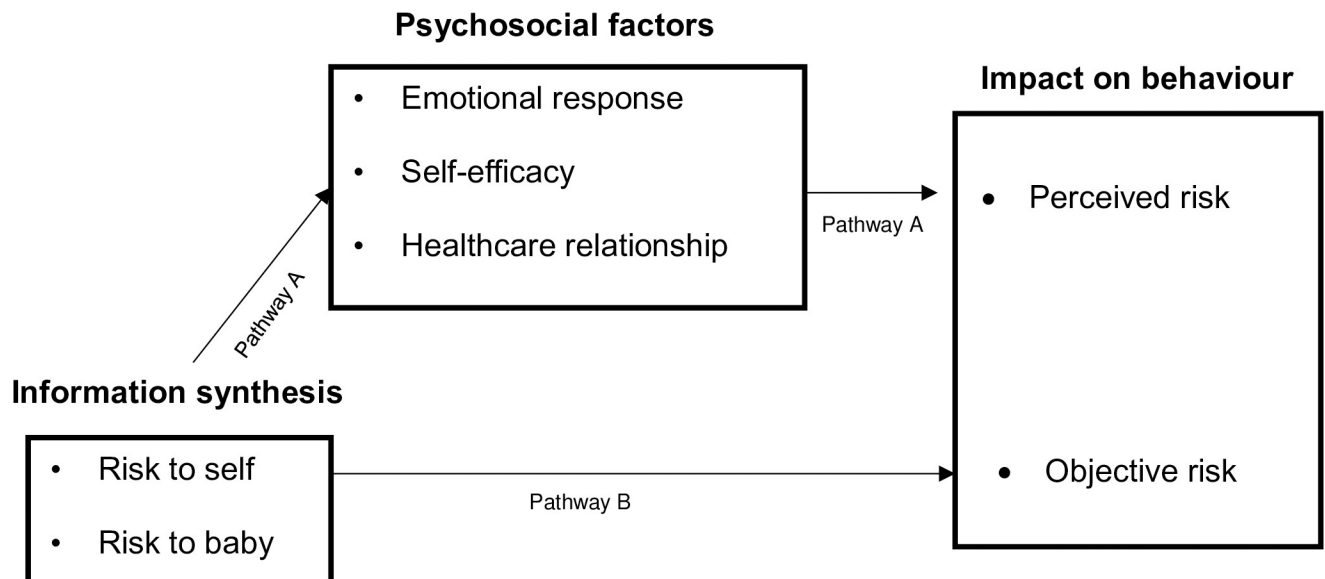 Psychosocial factors
• Emotional response
• Self-efficacy
• Healthcare relationship
Pathway A
Impact on behaviour
• Perceived risk
• Objective risk
Pathway A
Information synthesis
• Risk to self
• Risk to baby
Pathway B